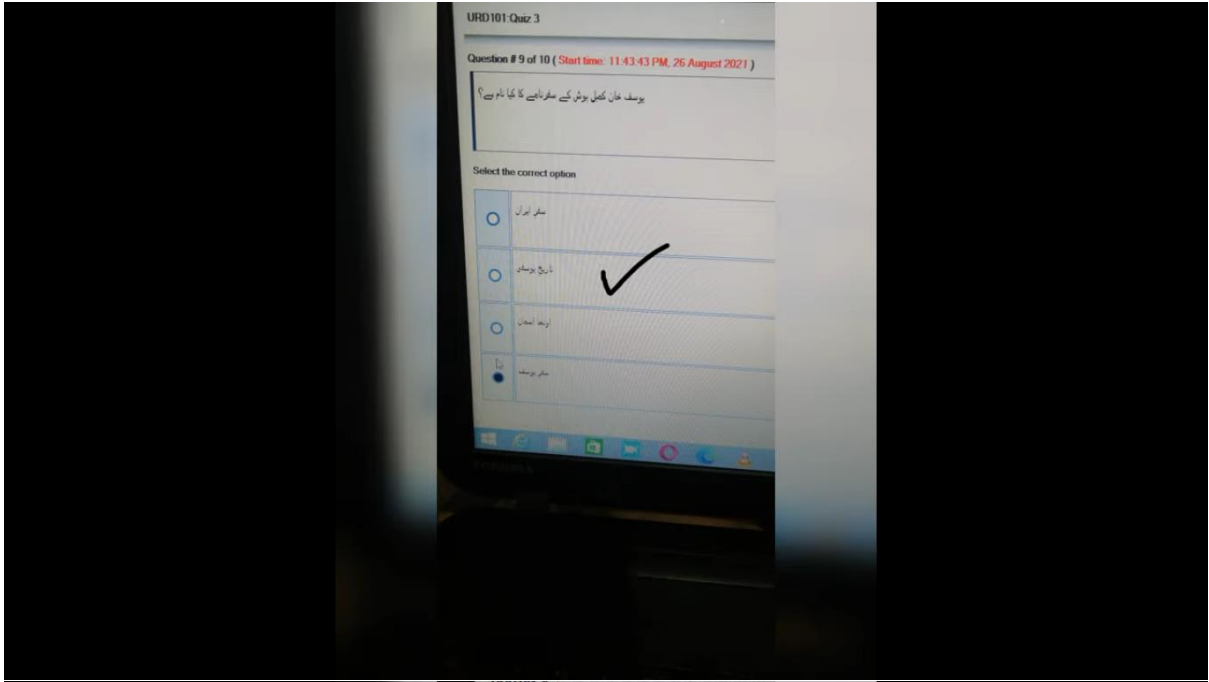 URD101:Quiz 3
Question # 9 of 10 ( Start time: 11:43:43 PM, 26 August 2021 )
یوسف خان کمبل پوش کے سفرنامے کا کیا نام ہے؟
Select the correct option
سفر ایران
تاریخ یوسفی
سفر یوسف